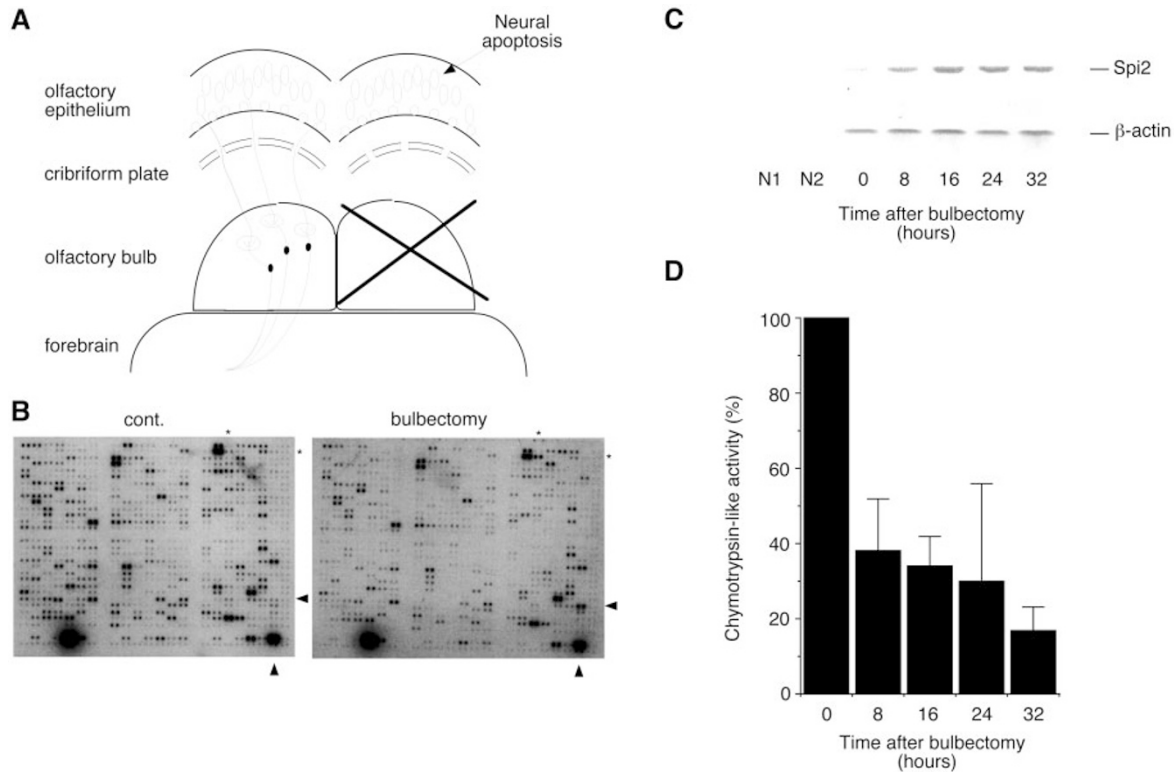 A
Neural
apoptosis
olfactory
epithelium
cribriform plate
olfactory bulb
forebrain
B
cont.
bulbectomy
*
*
*
*
C
Spi2
β-actin
N1 N2 0 8 16 24 32
Time after bulbectomy
(hours)
D
Chymotrypsin-like activity (%)
100
80
60
40
20
0
0 8 16 24 32
Time after bulbectomy
(hours)